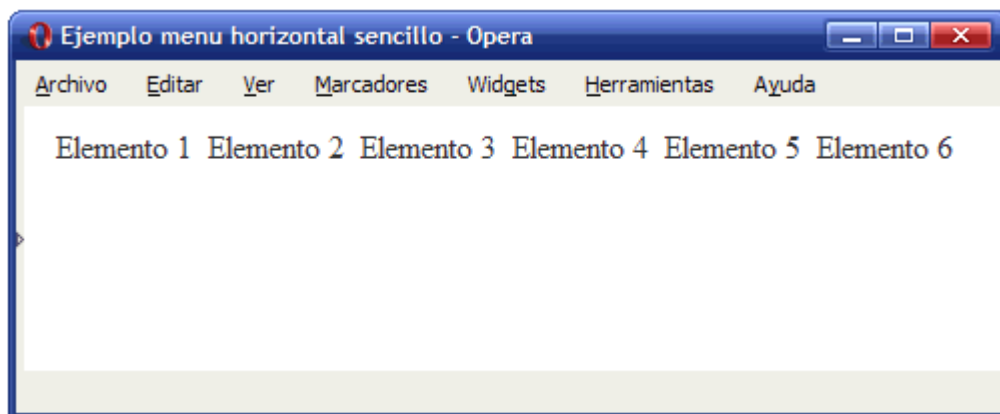 Ejemplo menu horizontal sencillo - Opera
Archivo Editar Ver Marcadores Widgets Herramientas Ayuda
Elemento 1 Elemento 2 Elemento 3 Elemento 4 Elemento 5 Elemento 6